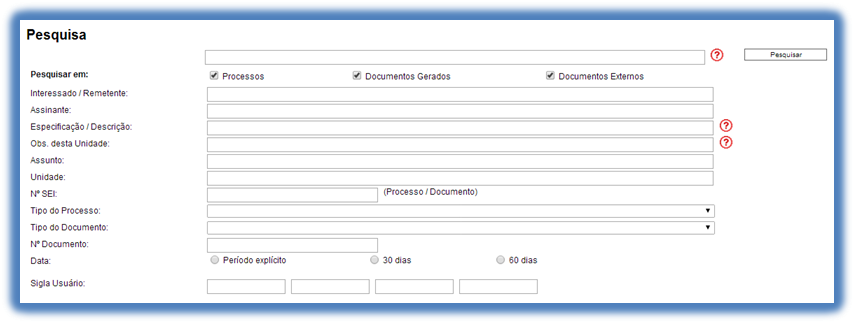 Pesquisa
? Pesquisar
Pesquisar em: Processos Documentos Gerados Documentos Externos
Interessado / Remetente:
Assinante:
Especificação / Descrição: ?
Obs. desta Unidade: ?
Assunto:
Unidade:
Nº SEI: (Processo / Documento)
Tipo do Processo:
Tipo do Documento:
Nº Documento:
Data: Período explícito 30 dias 60 dias
Sigla Usuário: